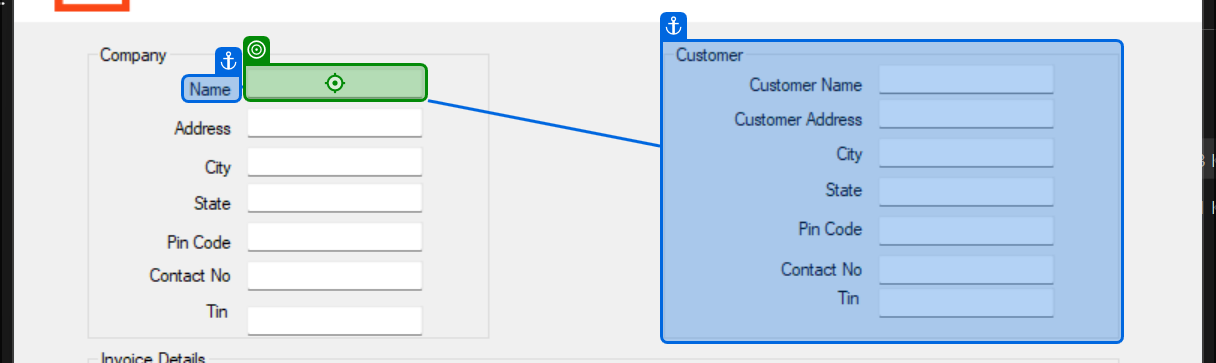 Company
Name
Address
City
State
Pin Code
Contact No
Tin
Customer
Customer Name
Customer Address
City
State
Pin Code
Contact No
Tin
Invoice Details